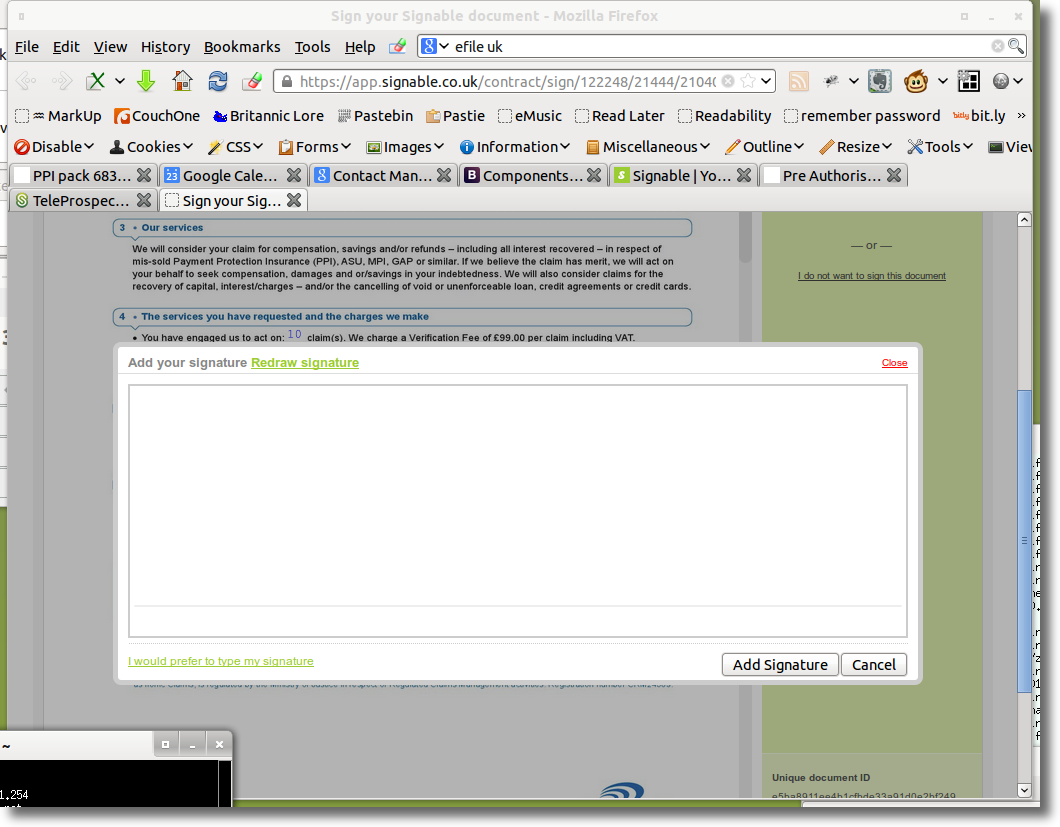 Sign your Signable document - Mozilla Firefox
File Edit View History Bookmarks Tools Help efile uk
https://app.signable.co.uk/contract/sign/122248/21444/2104
MarkUp CouchOne Britannic Lore Pastebin Pastie eMusic Read Later Readability remember password bitly bit.ly »
Disable Cookies CSS Forms Images Information Miscellaneous Outline Resize Tools View
PPI pack 683... 23 Google Cale... Contact Man... B Components... Signable | Yo... Pre Authoris...
TeleProspec... Sign your Sig...
3 • Our services
We will consider your claim for compensation, savings and/or refunds – including all interest recovered – in respect of
mis-sold Payment Protection Insurance (PPI), ASU, MPI, GAP or similar. If we believe the claim has merit, we will act on
your behalf to seek compensation, damages and or/savings in your indebtedness. We will also consider claims for the
recovery of capital, interest/charges – and/or the cancelling of void or unenforceable loan, credit agreements or credit cards.
— or —
I do not want to sign this document
4 • The services you have requested and the charges we make
• You have engaged us to act on: 10 claim(s). We charge a Verification Fee of £99.00 per claim including VAT.
Add your signature Redraw signature Close
I would prefer to type my signature
Add Signature Cancel
~
1.254
Unique document ID